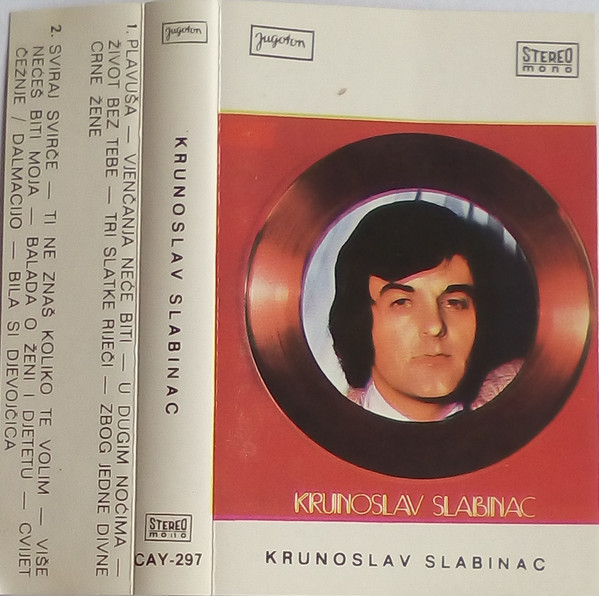 1. PLAVUŠA — VJENČANJA NEĆE BITI — U DUGIM NOĆIMA —
ŽIVOT BEZ TEBE — TRI SLATKE RIJEČI — ZBOG JEDNE DIVNE
CRNE ŽENE
2. SVIRAJ SVIRČE — TI NE ZNAŠ KOLIKO TE VOLIM — VIŠE
NEĆEŠ BITI MOJA — BALADA O ŽENI I DJETETU — CVIJET
ČEŽNJE / DALMACIJO — BILA SI DJEVOJČICA
Jugoton
KRUNOSLAV SLABINAC
STEREO
mono
CAY-297
Jugoton
STEREO
mono
KRUNOSLAV SLABINAC
KRUNOSLAV SLABINAC